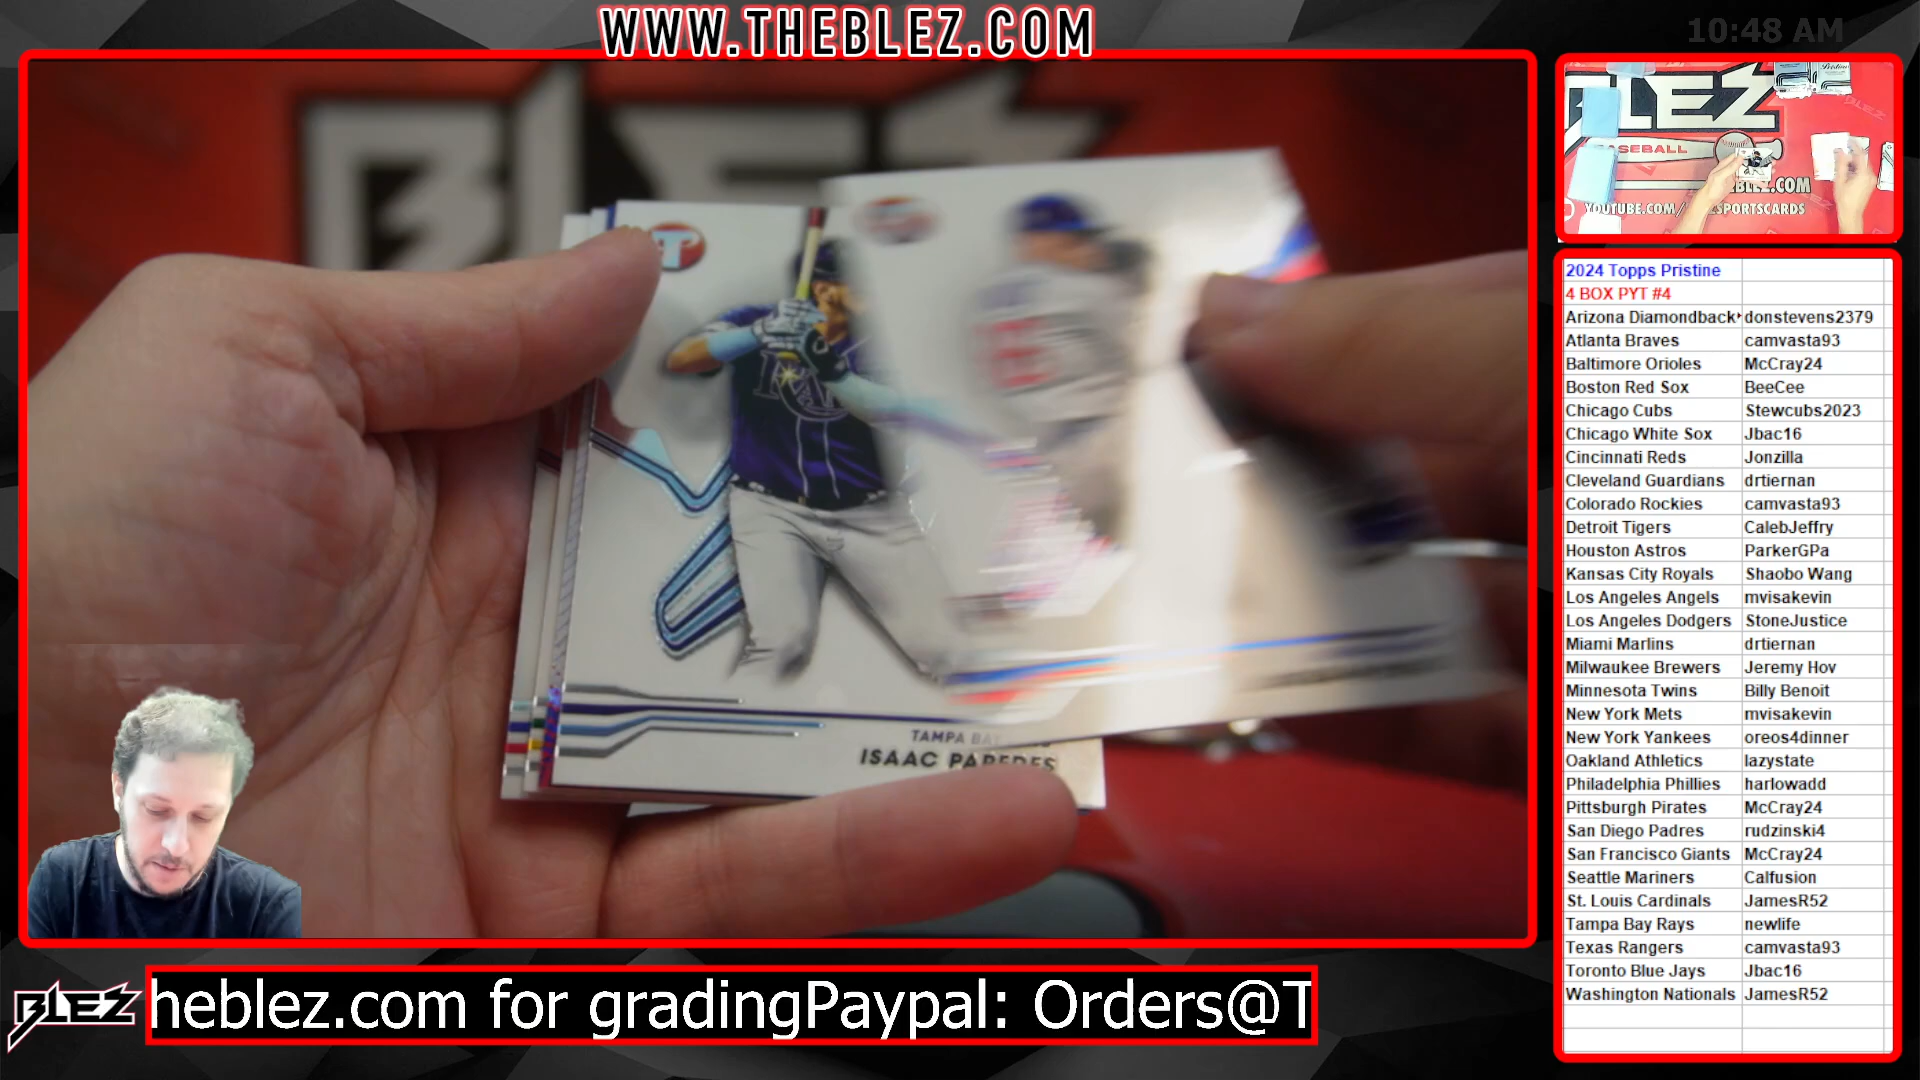 WWW.THEBLEZ.COM
10:48 AM
BLEZ
TAMPA BAY
ISAAC PAREDES
LEZ
BASEBALL
BLEZ.COM
YOUTUBE.COM/
SPORTSCARDS
2024 Topps Pristine
4 BOX PYT #4
Arizona Diamondback donstevens2379
Atlanta Braves camvasta93
Baltimore Orioles McCray24
Boston Red Sox BeeCee
Chicago Cubs Stewcubs2023
Chicago White Sox Jbac16
Cincinnati Reds Jonzilla
Cleveland Guardians drtiernan
Colorado Rockies camvasta93
Detroit Tigers CalebJeffry
Houston Astros ParkerGPa
Kansas City Royals Shaobo Wang
Los Angeles Angels mvisakevin
Los Angeles Dodgers StoneJustice
Miami Marlins drtiernan
Milwaukee Brewers Jeremy Hov
Minnesota Twins Billy Benoit
New York Mets mvisakevin
New York Yankees oreos4dinner
Oakland Athletics lazystate
Philadelphia Phillies harlowadd
Pittsburgh Pirates McCray24
San Diego Padres rudzinski4
San Francisco Giants McCray24
Seattle Mariners Calfusion
St. Louis Cardinals JamesR52
Tampa Bay Rays newlife
Texas Rangers camvasta93
Toronto Blue Jays Jbac16
Washington Nationals JamesR52
BLEZ
heblez.com for gradingPaypal: Orders@T